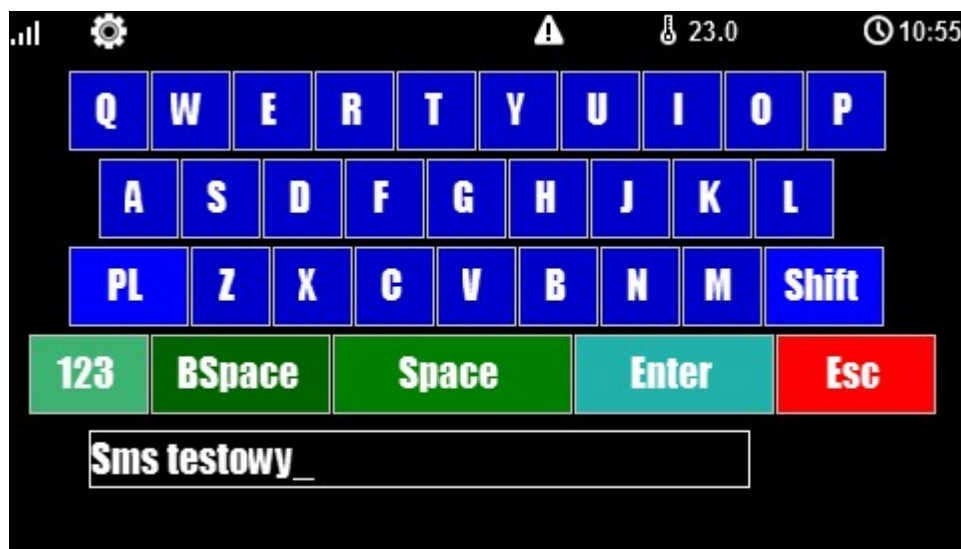 23.0 10:55
Q W E R T Y U I O P
A S D F G H J K L
PL Z X C V B N M Shift
123 BSpace Space Enter Esc
Sms testowy_